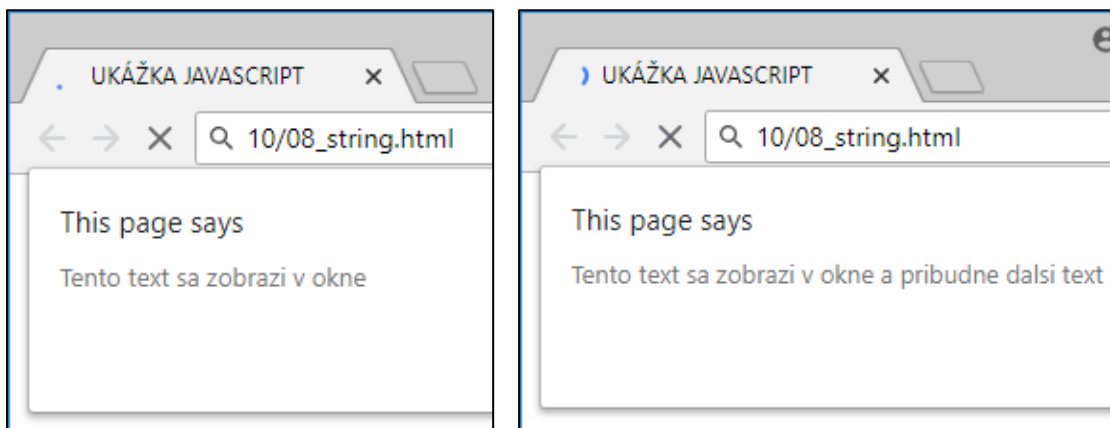 UKÁŽKA JAVASCRIPT
10/08_string.html
This page says
Tento text sa zobrazi v okne
UKÁŽKA JAVASCRIPT
10/08_string.html
This page says
Tento text sa zobrazi v okne a pribudne dalsi text